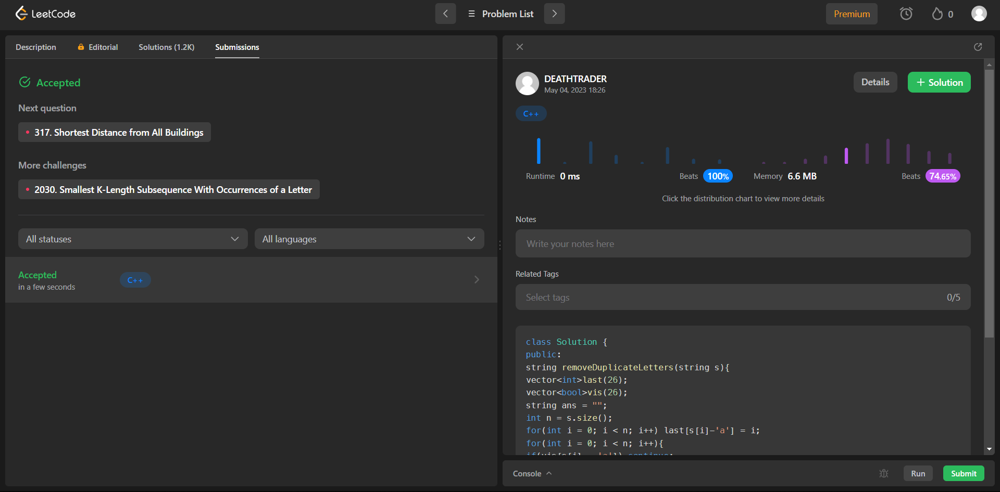 LeetCode
Problem List
Premium
0
Description
Editorial
Solutions (1.2K)
Submissions
Accepted
Next question
317. Shortest Distance from All Buildings
More challenges
2030. Smallest K-Length Subsequence With Occurrences of a Letter
All statuses
All languages
Accepted
in a few seconds
C++
DEATHTRADER
May 04, 2023 18:26
Details
+ Solution
C++
Runtime 0 ms
Beats 100%
Memory 6.6 MB
Beats 74.65%
Click the distribution chart to view more details
Notes
Write your notes here
Related Tags
Select tags
0/5
class Solution {
public:
string removeDuplicateLetters(string s){
vector<int>last(26);
vector<bool>vis(26);
string ans = "";
int n = s.size();
for(int i = 0; i < n; i++) last[s[i]-'a'] = i;
for(int i = 0; i < n; i++){
Console
Run
Submit